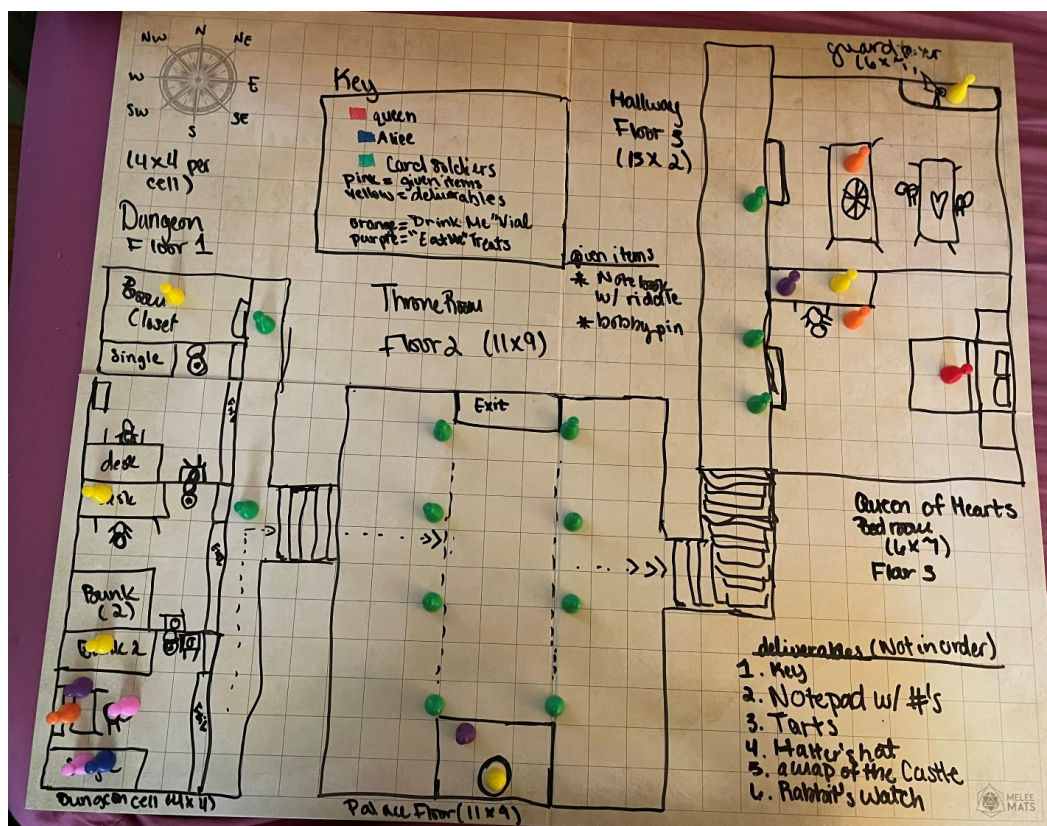 N
NW
NE
W
E
SW
SE
S
(4x4 per
cell)
Dungeon
Floor 1
Key
queen
Alice
Card soldiers
pink = given items
yellow = deliverables
orange = "Drink Me" Vial
purple = "Eat Me" Treats
Hallway
Floor 3
(13 x 2)
given items
* Notebook
w/ riddle
* bobby pin
Throne Room
Floor 2 (11x9)
Closet
Single
desk
Bunk
(2)
Exit
Dungeon cell (4x4)
Palace Floor (11x9)
Queen of Hearts
Bedroom
Floor 3
deliverables (Not in order)
1. Key
2. Notepad w/ #'s
3. Tarts
4. Hatter's hat
5. a map of the Castle
6. Rabbit's Watch
MELEE
MATS